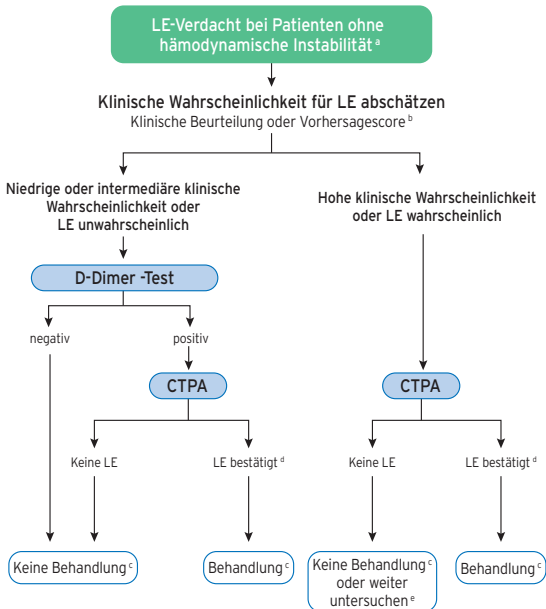 LE-Verdacht bei Patienten ohne
hämodynamische Instabilität a
Klinische Wahrscheinlichkeit für LE abschätzen
Klinische Beurteilung oder Vorhersagescore b
Niedrige oder intermediäre klinische
Wahrscheinlichkeit oder
LE unwahrscheinlich
Hohe klinische Wahrscheinlichkeit
oder LE wahrscheinlich
D-Dimer -Test
negativ
positiv
CTPA
CTPA
Keine LE
LE bestätigt d
Keine LE
LE bestätigt d
Keine Behandlung c
Behandlung c
Keine Behandlung c
oder weiter
untersuchen e
Behandlung c